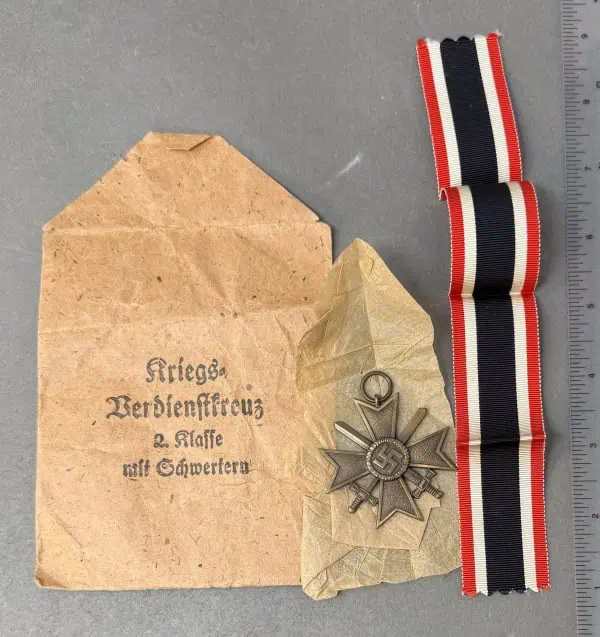 Kriegs-
Verdienstkreuz
2. Klasse
mit Schwertern